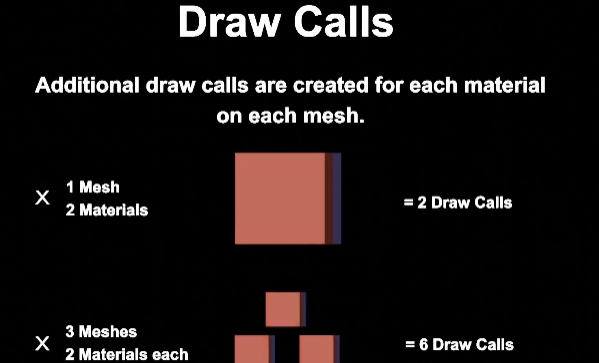 Draw Calls
Additional draw calls are created for each material
on each mesh.
X
1 Mesh
2 Materials
= 2 Draw Calls
X
3 Meshes
2 Materials each
= 6 Draw Calls